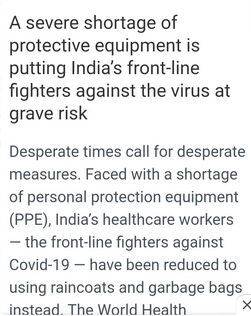 A severe shortage of
protective equipment is
putting India's front-line
fighters against the virus at
grave risk
Desperate times call for desperate
measures. Faced with a shortage
of personal protection equipment
(PPE), India's healthcare workers
— the front-line fighters against
Covid-19 — have been reduced to
using raincoats and garbage bags
instead. The World Health